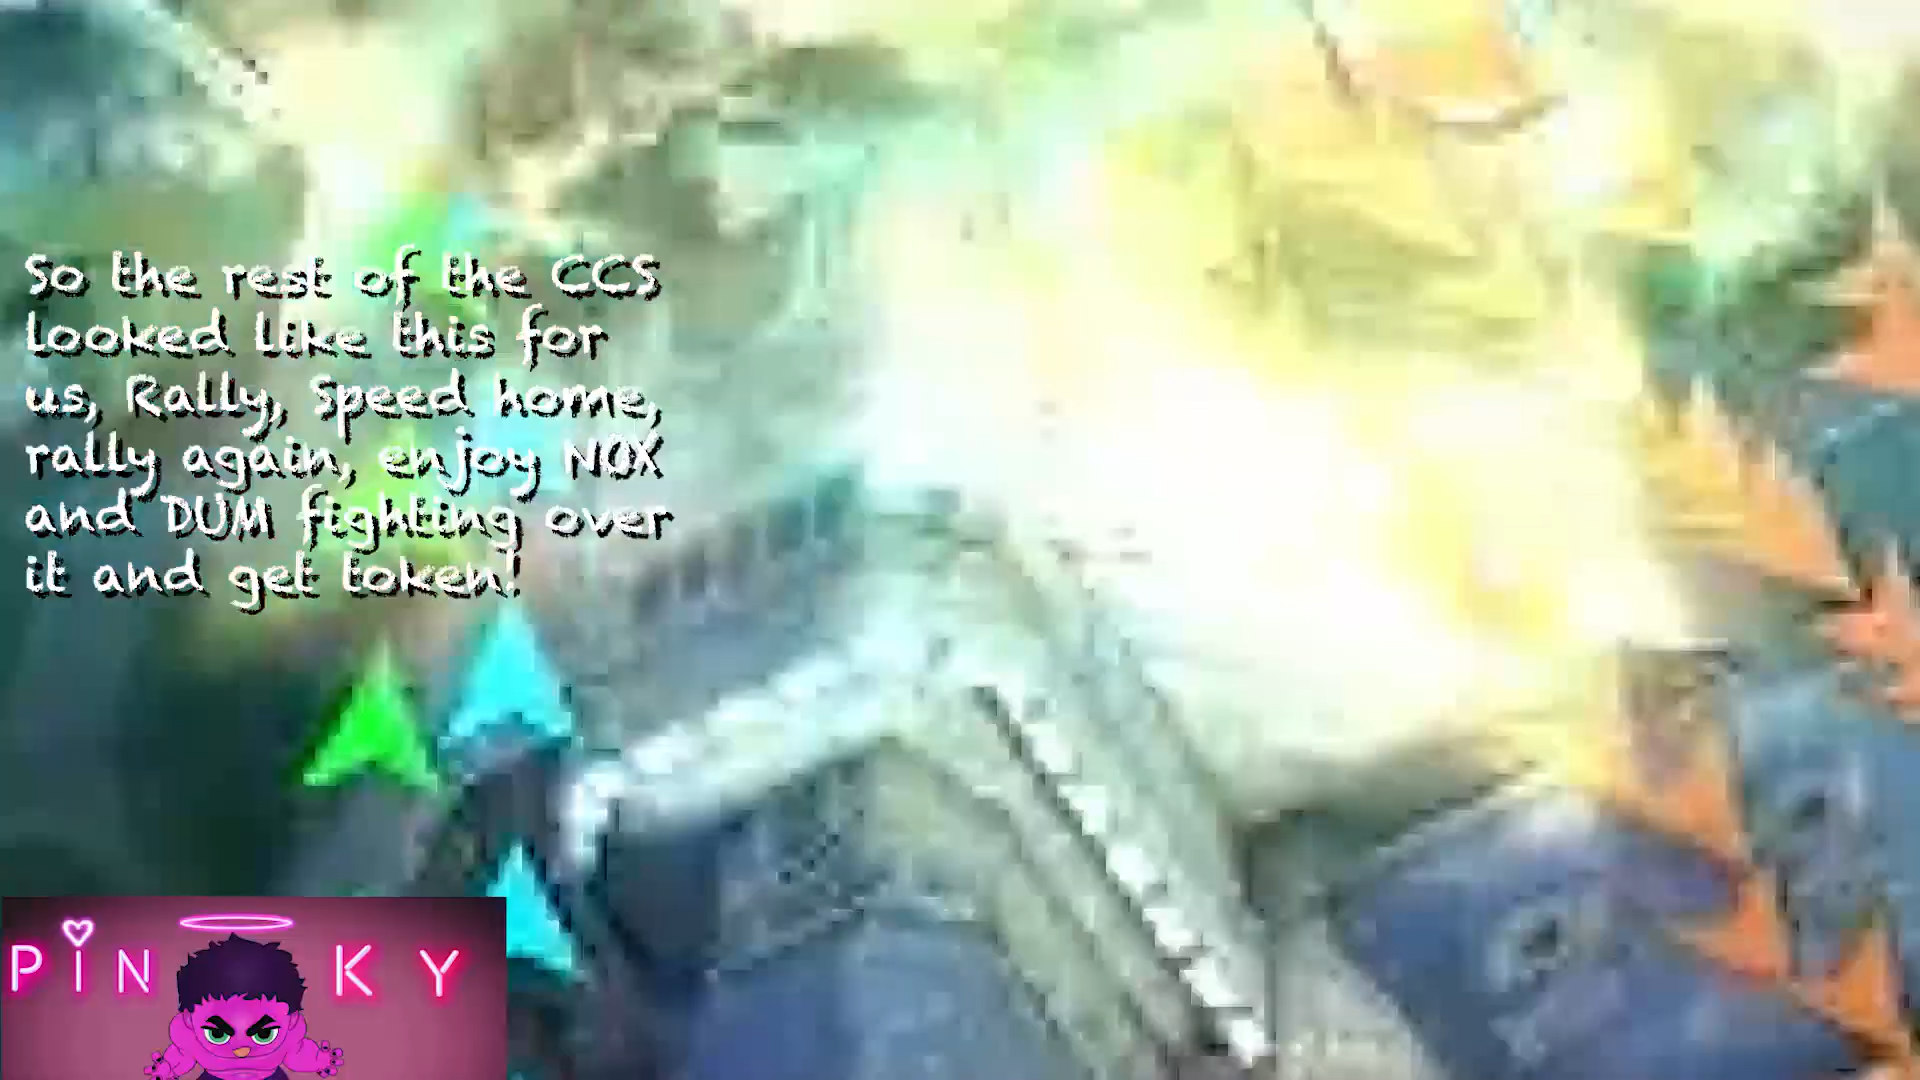 So the rest of the CCS
looked like this for
us, Rally, Speed home,
rally again, enjoy NOX
and DUM fighting over
it and get token!
PiNKY